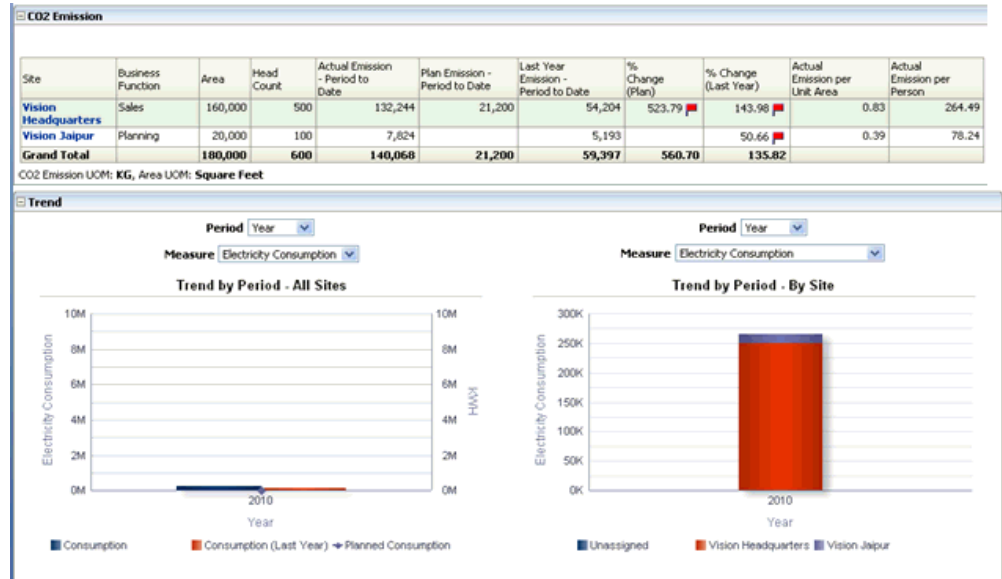 CO2 Emission
Site Business Function Area Head Count Actual Emission - Period to Date Plan Emission - Period to Date Last Year Emission - Period to Date % Change (Plan) % Change (Last Year) Actual Emission per Unit Area Actual Emission per Person
Vision Headquarters Sales 160,000 500 132,244 21,200 54,204 523.79 143.98 0.83 264.49
Vision Jaipur Planning 20,000 100 7,824 5,193 50.66 0.39 78.24
Grand Total 180,000 600 140,068 21,200 59,397 560.70 135.82
CO2 Emission UOM: KG, Area UOM: Square Feet
Trend
Period Year
Measure Electricity Consumption
Trend by Period - All Sites
Electricity Consumption
10M
8M
6M
4M
2M
0M
10M
8M
6M
4M
2M
0M
KWH
2010
Year
Consumption Consumption (Last Year) Planned Consumption
Period Year
Measure Electricity Consumption
Trend by Period - By Site
Electricity Consumption
300K
250K
200K
150K
100K
50K
0K
2010
Year
Unassigned Vision Headquarters Vision Jaipur